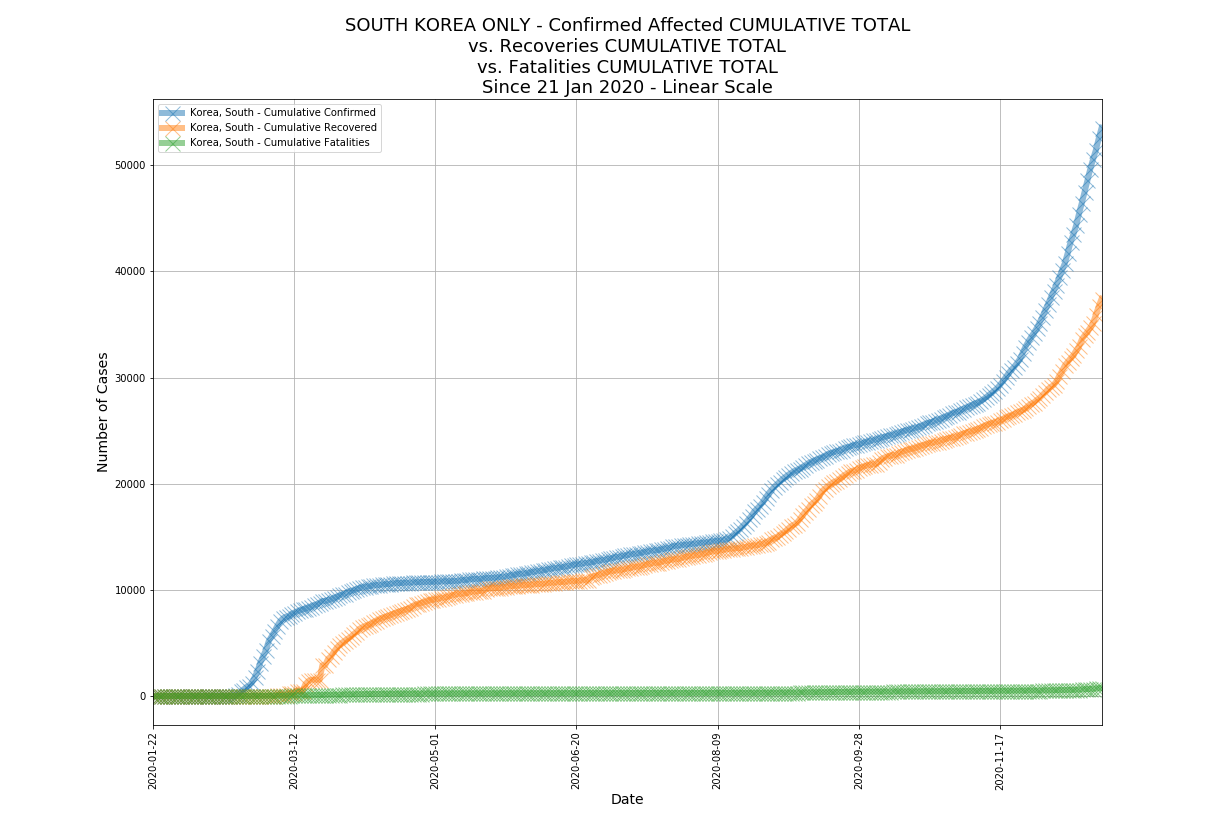 SOUTH KOREA ONLY - Confirmed Affected CUMULATIVE TOTAL
vs. Recoveries CUMULATIVE TOTAL
vs. Fatalities CUMULATIVE TOTAL
Since 21 Jan 2020 - Linear Scale
Korea, South - Cumulative Confirmed
Korea, South - Cumulative Recovered
Korea, South - Cumulative Fatalities
Number of Cases
50000
40000
30000
20000
10000
0
2020-01-22
2020-03-12
2020-05-01
2020-06-20
2020-08-09
2020-09-28
2020-11-17
Date